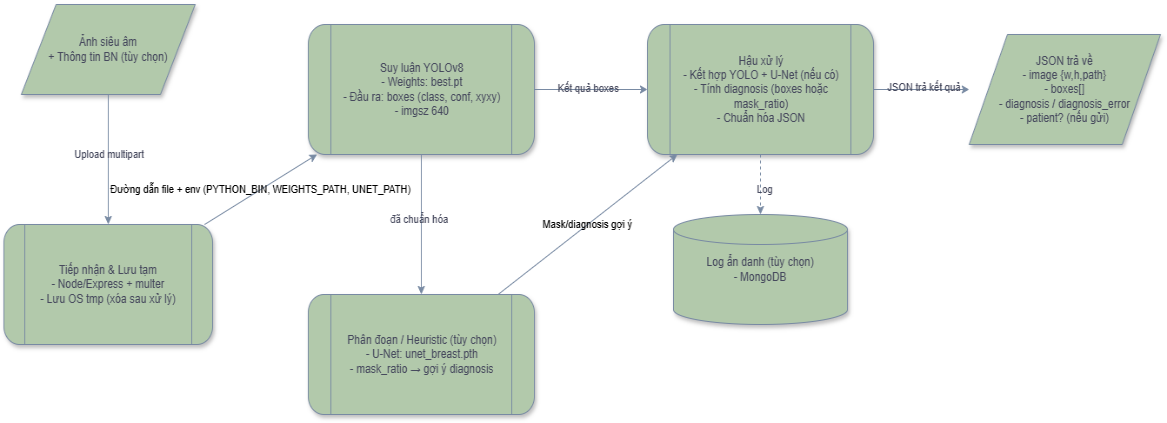 Ảnh siêu âm
+ Thông tin BN (tùy chọn)
Upload multipart
Tiếp nhận & Lưu tạm
- Node/Express + multer
- Lưu OS tmp (xóa sau xử lý)
Đường dẫn file + env (PYTHON_BIN, WEIGHTS_PATH, UNET_PATH)
Suy luận YOLOv8
- Weights: best.pt
- Đầu ra: boxes (class, conf, xyxy)
- imgsz 640
Kết quả boxes
đã chuẩn hóa
Phân đoạn / Heuristic (tùy chọn)
- U-Net: unet_breast.pth
- mask_ratio → gợi ý diagnosis
Mask/diagnosis gợi ý
Hậu xử lý
- Kết hợp YOLO + U-Net (nếu có)
- Tính diagnosis (boxes hoặc
mask_ratio)
- Chuẩn hóa JSON
Log
Log ẩn danh (tùy chọn)
- MongoDB
JSON trả kết quả
JSON trả về
- image {w,h,path}
- boxes[]
- diagnosis / diagnosis_error
- patient? (nếu gửi)